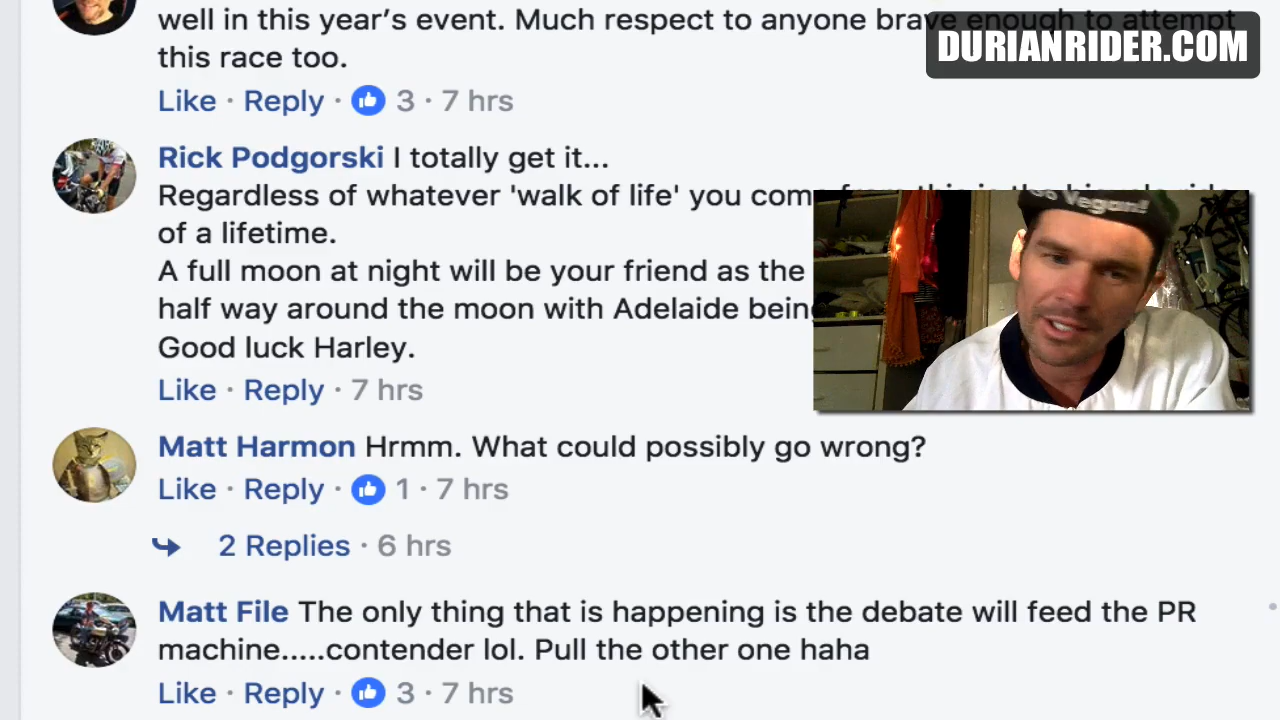 well in this year's event. Much respect to anyone brave enough to attempt
DURIANRIDER.COM
this race too.
Like · Reply · 3 · 7 hrs
Rick Podgorski I totally get it...
Regardless of whatever 'walk of life' you
of a lifetime.
Vegan!!
A full moon at night will be your friend as the
half way around the moon with Adelaide
Good luck Harley.
Like · Reply · 7 hrs
Matt Harmon Hrmm. What could possibly go wrong?
Like · Reply · 1 · 7 hrs
2 Replies · 6 hrs
Matt File The only thing that is happening is the debate will feed the PR
machine.....contender lol. Pull the other one haha
Like · Reply · 3 · 7 hrs